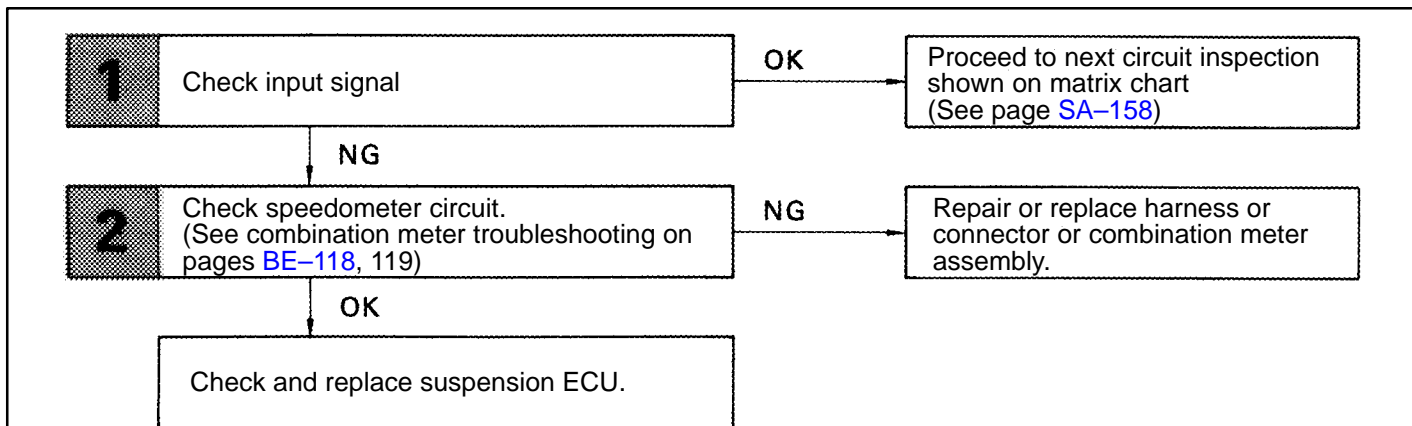 1
Check input signal
OK
Proceed to next circuit inspection
shown on matrix chart
(See page SA–158)
NG
2
Check speedometer circuit.
(See combination meter troubleshooting on
pages BE–118, 119)
NG
Repair or replace harness or
connector or combination meter
assembly.
OK
Check and replace suspension ECU.